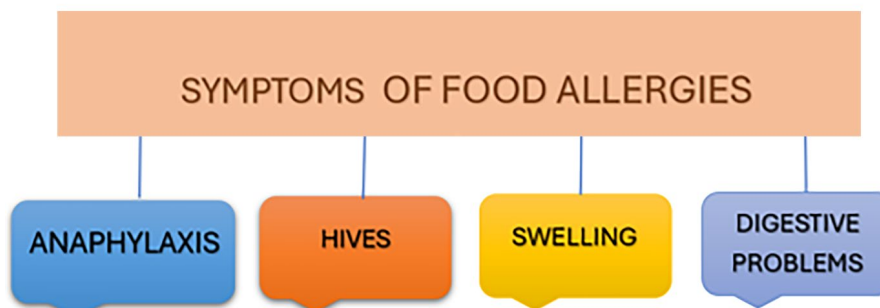 SYMPTOMS OF FOOD ALLERGIES
ANAPHYLAXIS
HIVES
SWELLING
DIGESTIVE
PROBLEMS